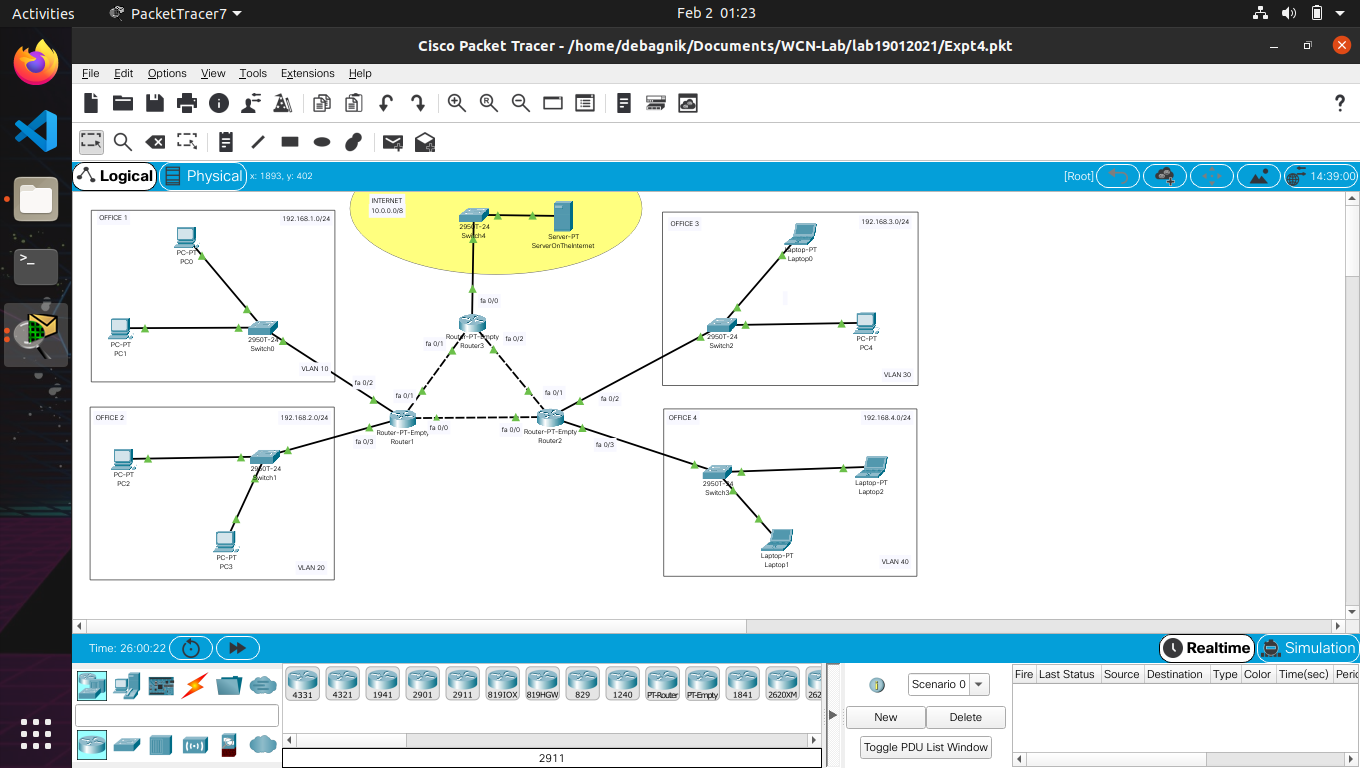 Activities
PacketTracer7
Feb 2 01:23
Cisco Packet Tracer - /home/debagnik/Documents/WCN-Lab/lab19012021/Expt4.pkt
File Edit Options View Tools Extensions Help
Logical
Physical
x: 1893, y: 402
[Root]
14:39:00
OFFICE 1
192.168.1.0/24
PC-PT
PC0
PC-PT
PC1
2950T-24
Switch0
VLAN 10
INTERNET
10.0.0.0/8
2950T-24
Switch4
Server-PT
ServerOnTheInternet
fa 0/0
Router-PT-Empty
Router3
fa 0/1
fa 0/2
OFFICE 3
192.168.3.0/24
Laptop-PT
Laptop0
2950T-24
Switch2
PC-PT
PC4
VLAN 30
fa 0/2
fa 0/1
fa 0/0
fa 0/3
Router-PT-Empty
Router1
fa 0/1
fa 0/2
fa 0/0
fa 0/3
Router-PT-Empty
Router2
OFFICE 2
192.168.2.0/24
PC-PT
PC2
2950T-24
Switch1
PC-PT
PC3
VLAN 20
OFFICE 4
192.168.4.0/24
2950T-24
Switch3
Laptop-PT
Laptop2
Laptop-PT
Laptop1
VLAN 40
Time: 26:00:22
Realtime
Simulation
4331 4321 1941 2901 2911 819IOX 819HGW 829 1240 PT-Router PT-Empty 1841 2620XM 262
2911
Scenario 0
New
Delete
Toggle PDU List Window
Fire Last Status Source Destination Type Color Time(sec) Peri